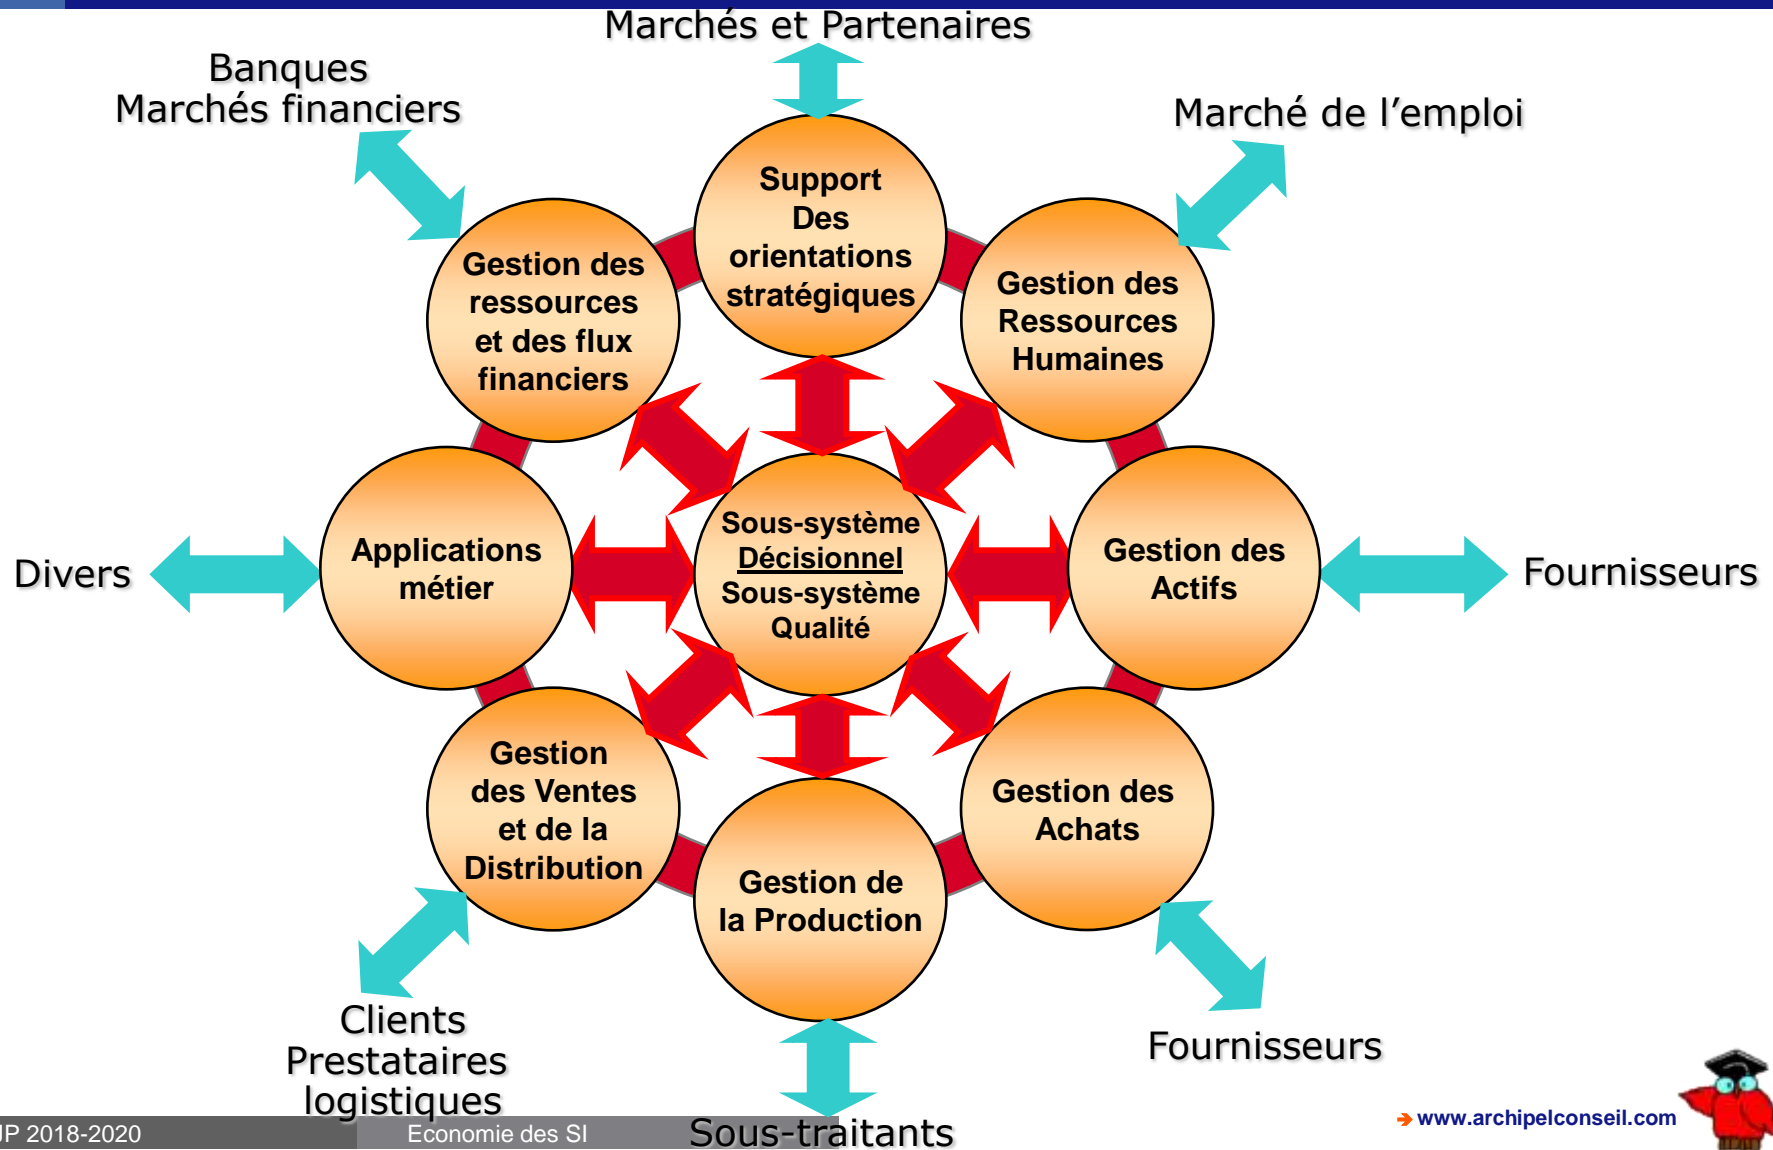 Marchés et Partenaires
Banques
Marchés financiers
Marché de l’emploi
Support
Des
orientations
stratégiques
Gestion des
ressources
et des flux
financiers
Gestion des
Ressources
Humaines
Applications
métier
Sous-système
Décisionnel
Sous-système
Qualité
Gestion des
Actifs
Divers
Fournisseurs
Gestion
des Ventes
et de la
Distribution
Gestion des
Achats
Gestion de
la Production
Clients
Prestataires
logistiques
Fournisseurs
Sous-traitants
JP 2018-2020
Economie des SI
www.archipelconseil.com